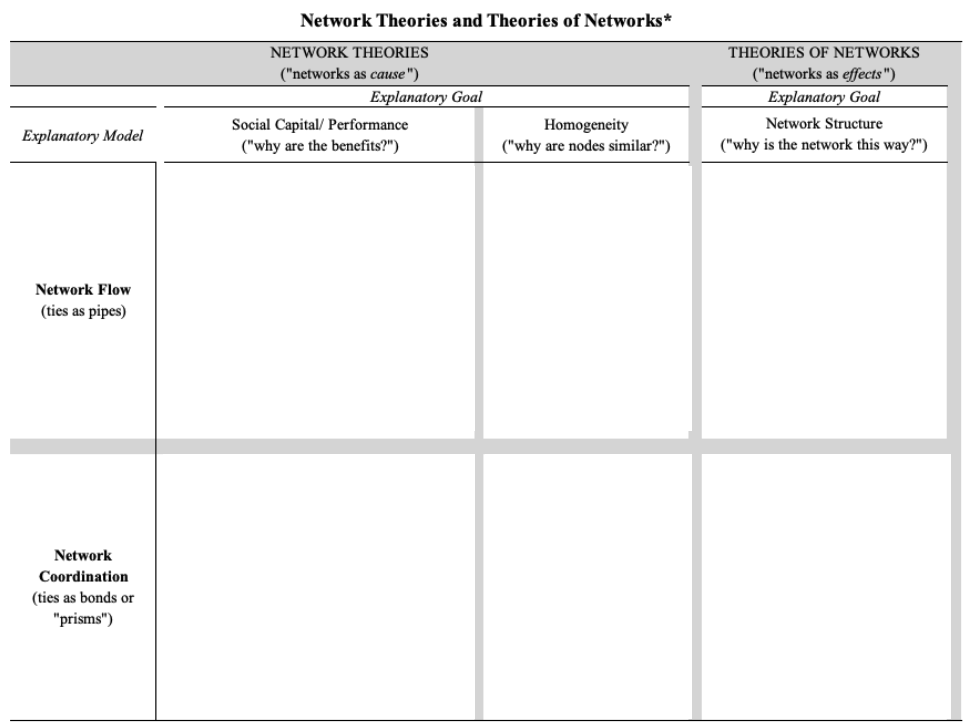 Network Theories and Theories of Networks*
NETWORK THEORIES
("networks as cause")
THEORIES OF NETWORKS
("networks as effects")
Explanatory Goal
Explanatory Goal
Explanatory Model
Social Capital/ Performance
("why are the benefits?")
Homogeneity
("why are nodes similar?")
Network Structure
("why is the network this way?")
Network Flow
(ties as pipes)
Network
Coordination
(ties as bonds or
"prisms")